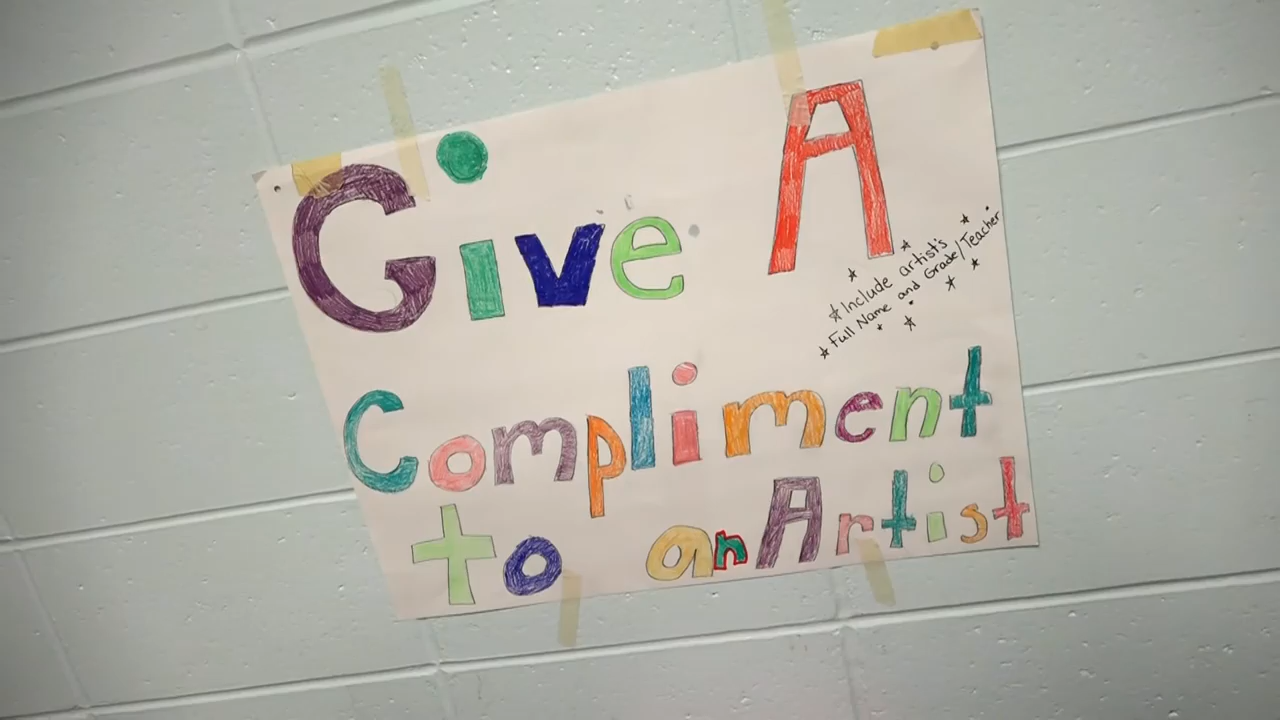 Give A
Include artist's
Full Name and Grade/Teacher
Compliment
to an Artist